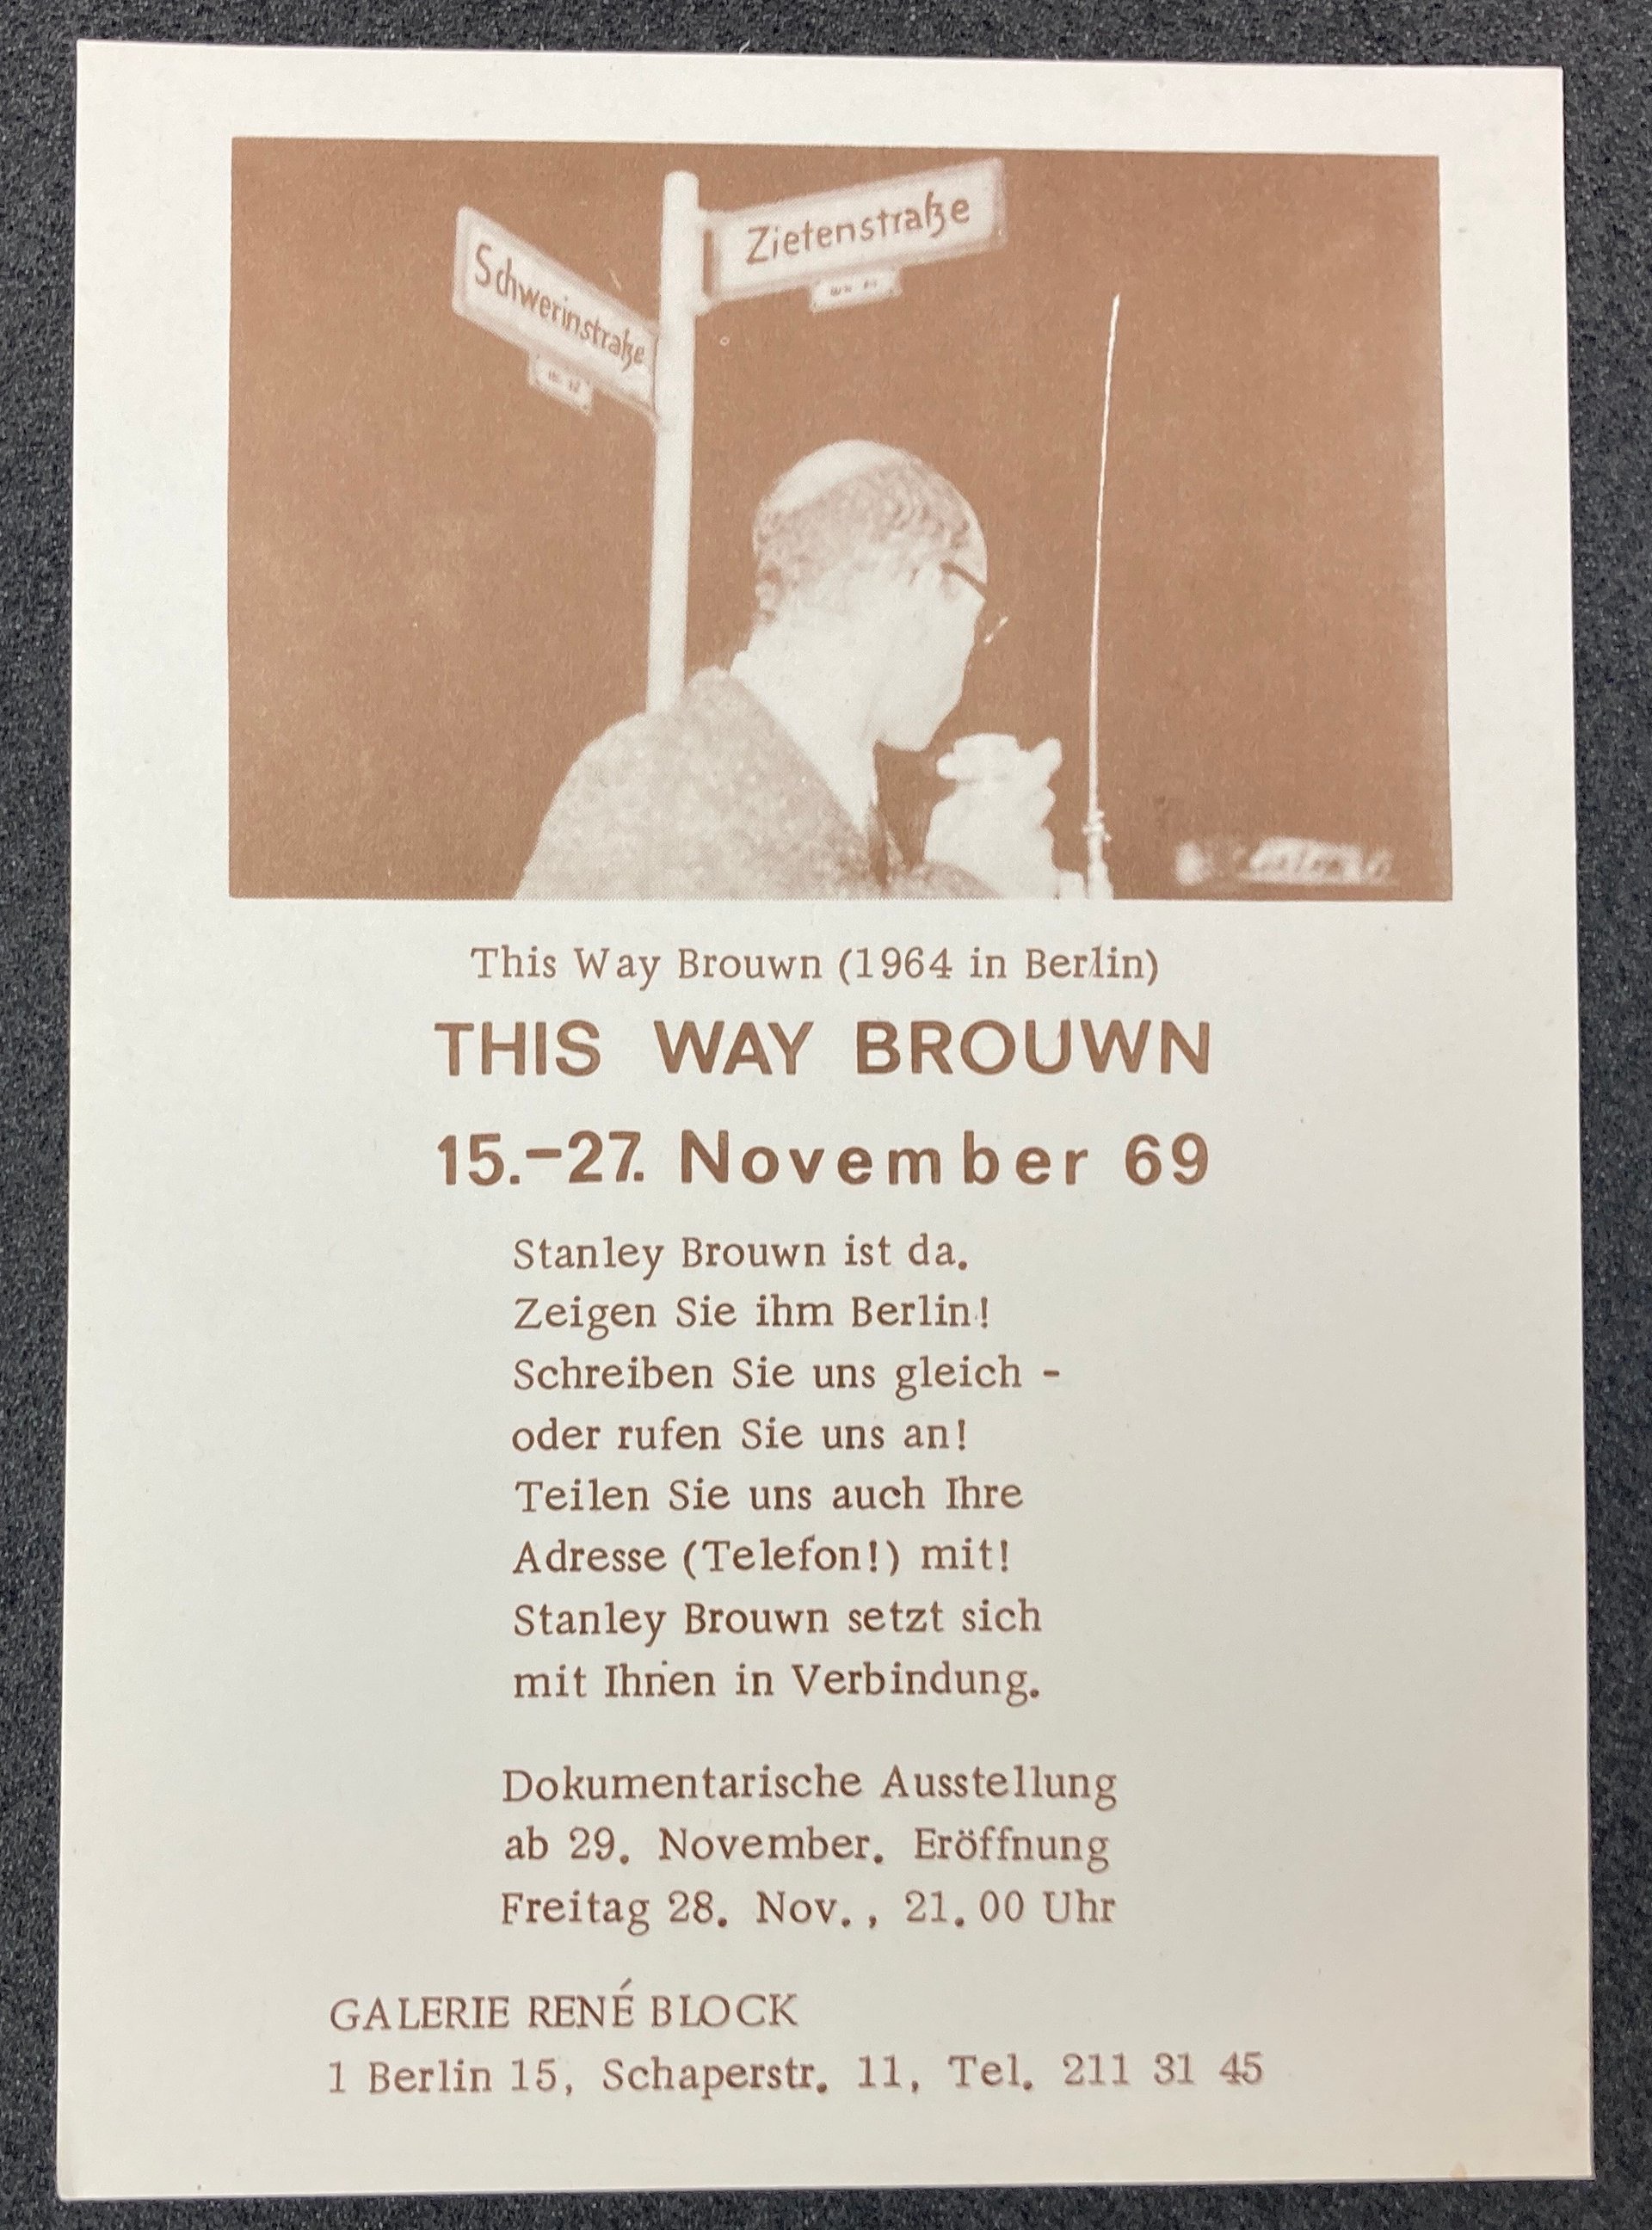 Zietenstraße
Schwerinstraße
This Way Brouwn (1964 in Berlin)
THIS WAY BROUWN
15.-27. November 69
Stanley Brouwn ist da.
Zeigen Sie ihm Berlin!
Schreiben Sie uns gleich -
oder rufen Sie uns an!
Teilen Sie uns auch Ihre
Adresse (Telefon!) mit!
Stanley Brouwn setzt sich
mit Ihnen in Verbindung.
Dokumentarische Ausstellung
ab 29. November. Eröffnung
Freitag 28. Nov., 21.00 Uhr
GALERIE RENÉ BLOCK
1 Berlin 15, Schaperstr. 11, Tel. 211 31 45